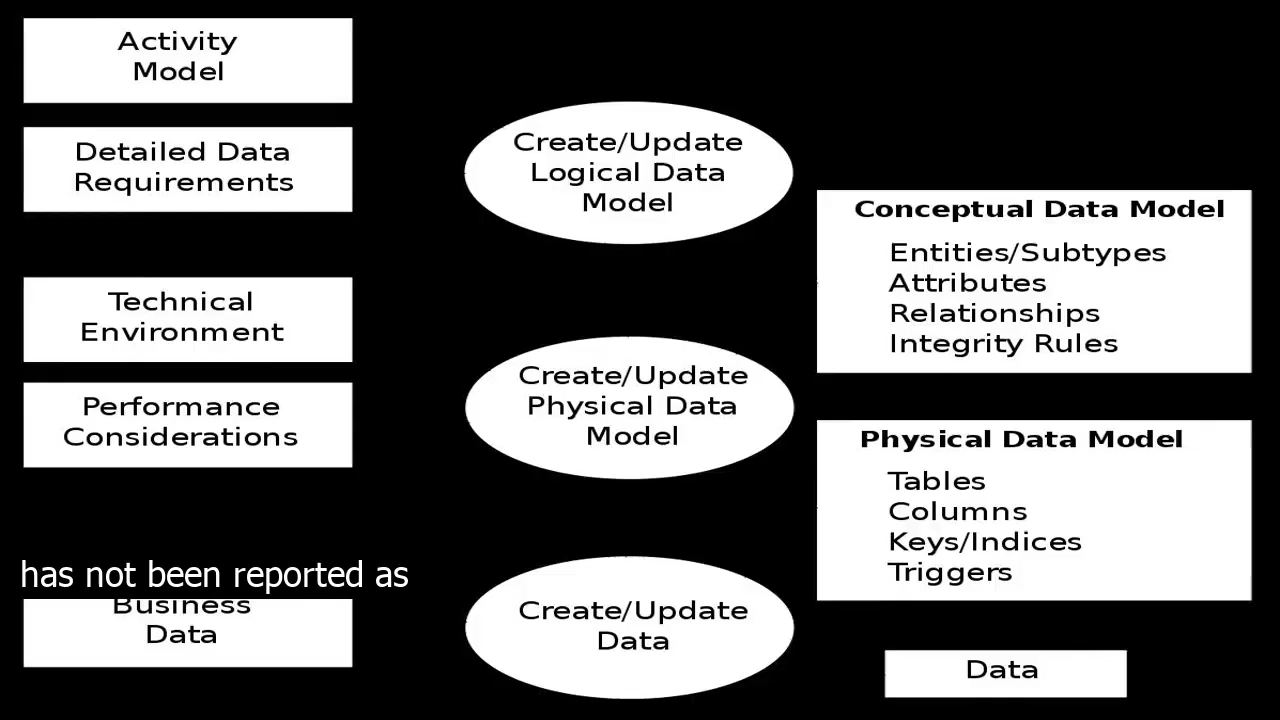 Activity
Model
Detailed Data
Requirements
Technical
Environment
Performance
Considerations
has not been reported as
Business
Data
Create/Update
Logical Data
Model
Create/Update
Physical Data
Model
Create/Update
Data
Conceptual Data Model
Entities/Subtypes
Attributes
Relationships
Integrity Rules
Physical Data Model
Tables
Columns
Keys/Indices
Triggers
Data